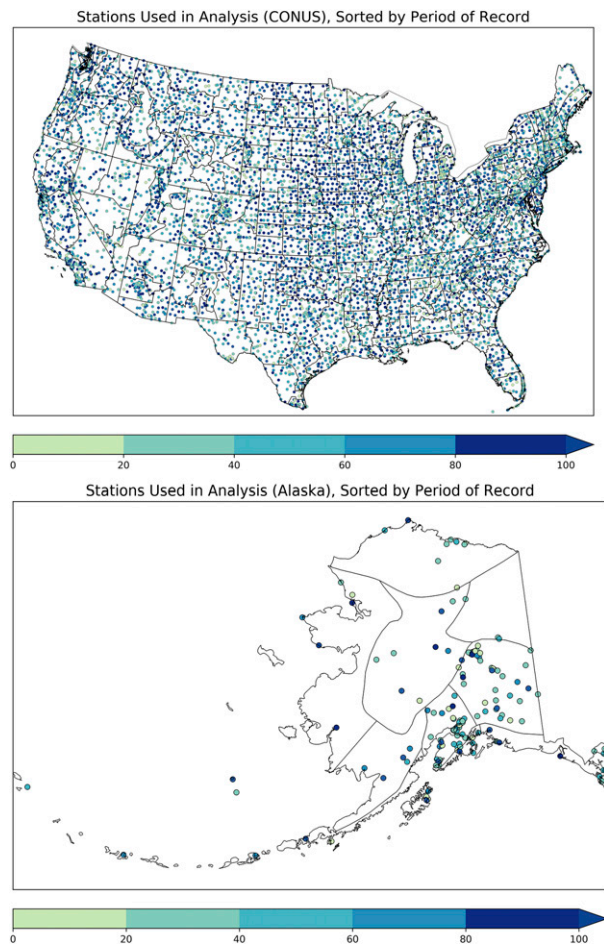 Stations Used in Analysis (CONUS), Sorted by Period of Record
0 20 40 60 80 100
Stations Used in Analysis (Alaska), Sorted by Period of Record
0 20 40 60 80 100